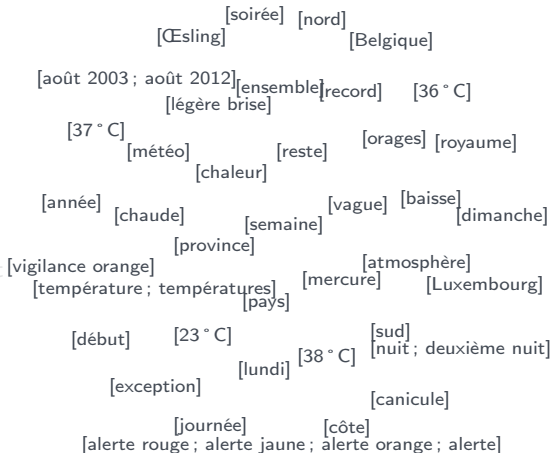 [soirée] [nord]
[Œsling] [Belgique]
[août 2003 ; août 2012] [ensemble] [record] [36 ° C]
[légère brise]
[37 ° C]
[météo] [reste] [orages] [royaume]
[chaleur]
[année] [vague] [baisse]
[chaude] [semaine] [dimanche]
[province]
[vigilance orange] [atmosphère]
[température ; températures] [mercure] [Luxembourg]
[pays]
[début] [23 ° C] [sud]
[38 ° C] [nuit ; deuxième nuit]
[lundi]
[exception] [canicule]
[journée] [côte]
[alerte rouge ; alerte jaune ; alerte orange ; alerte]